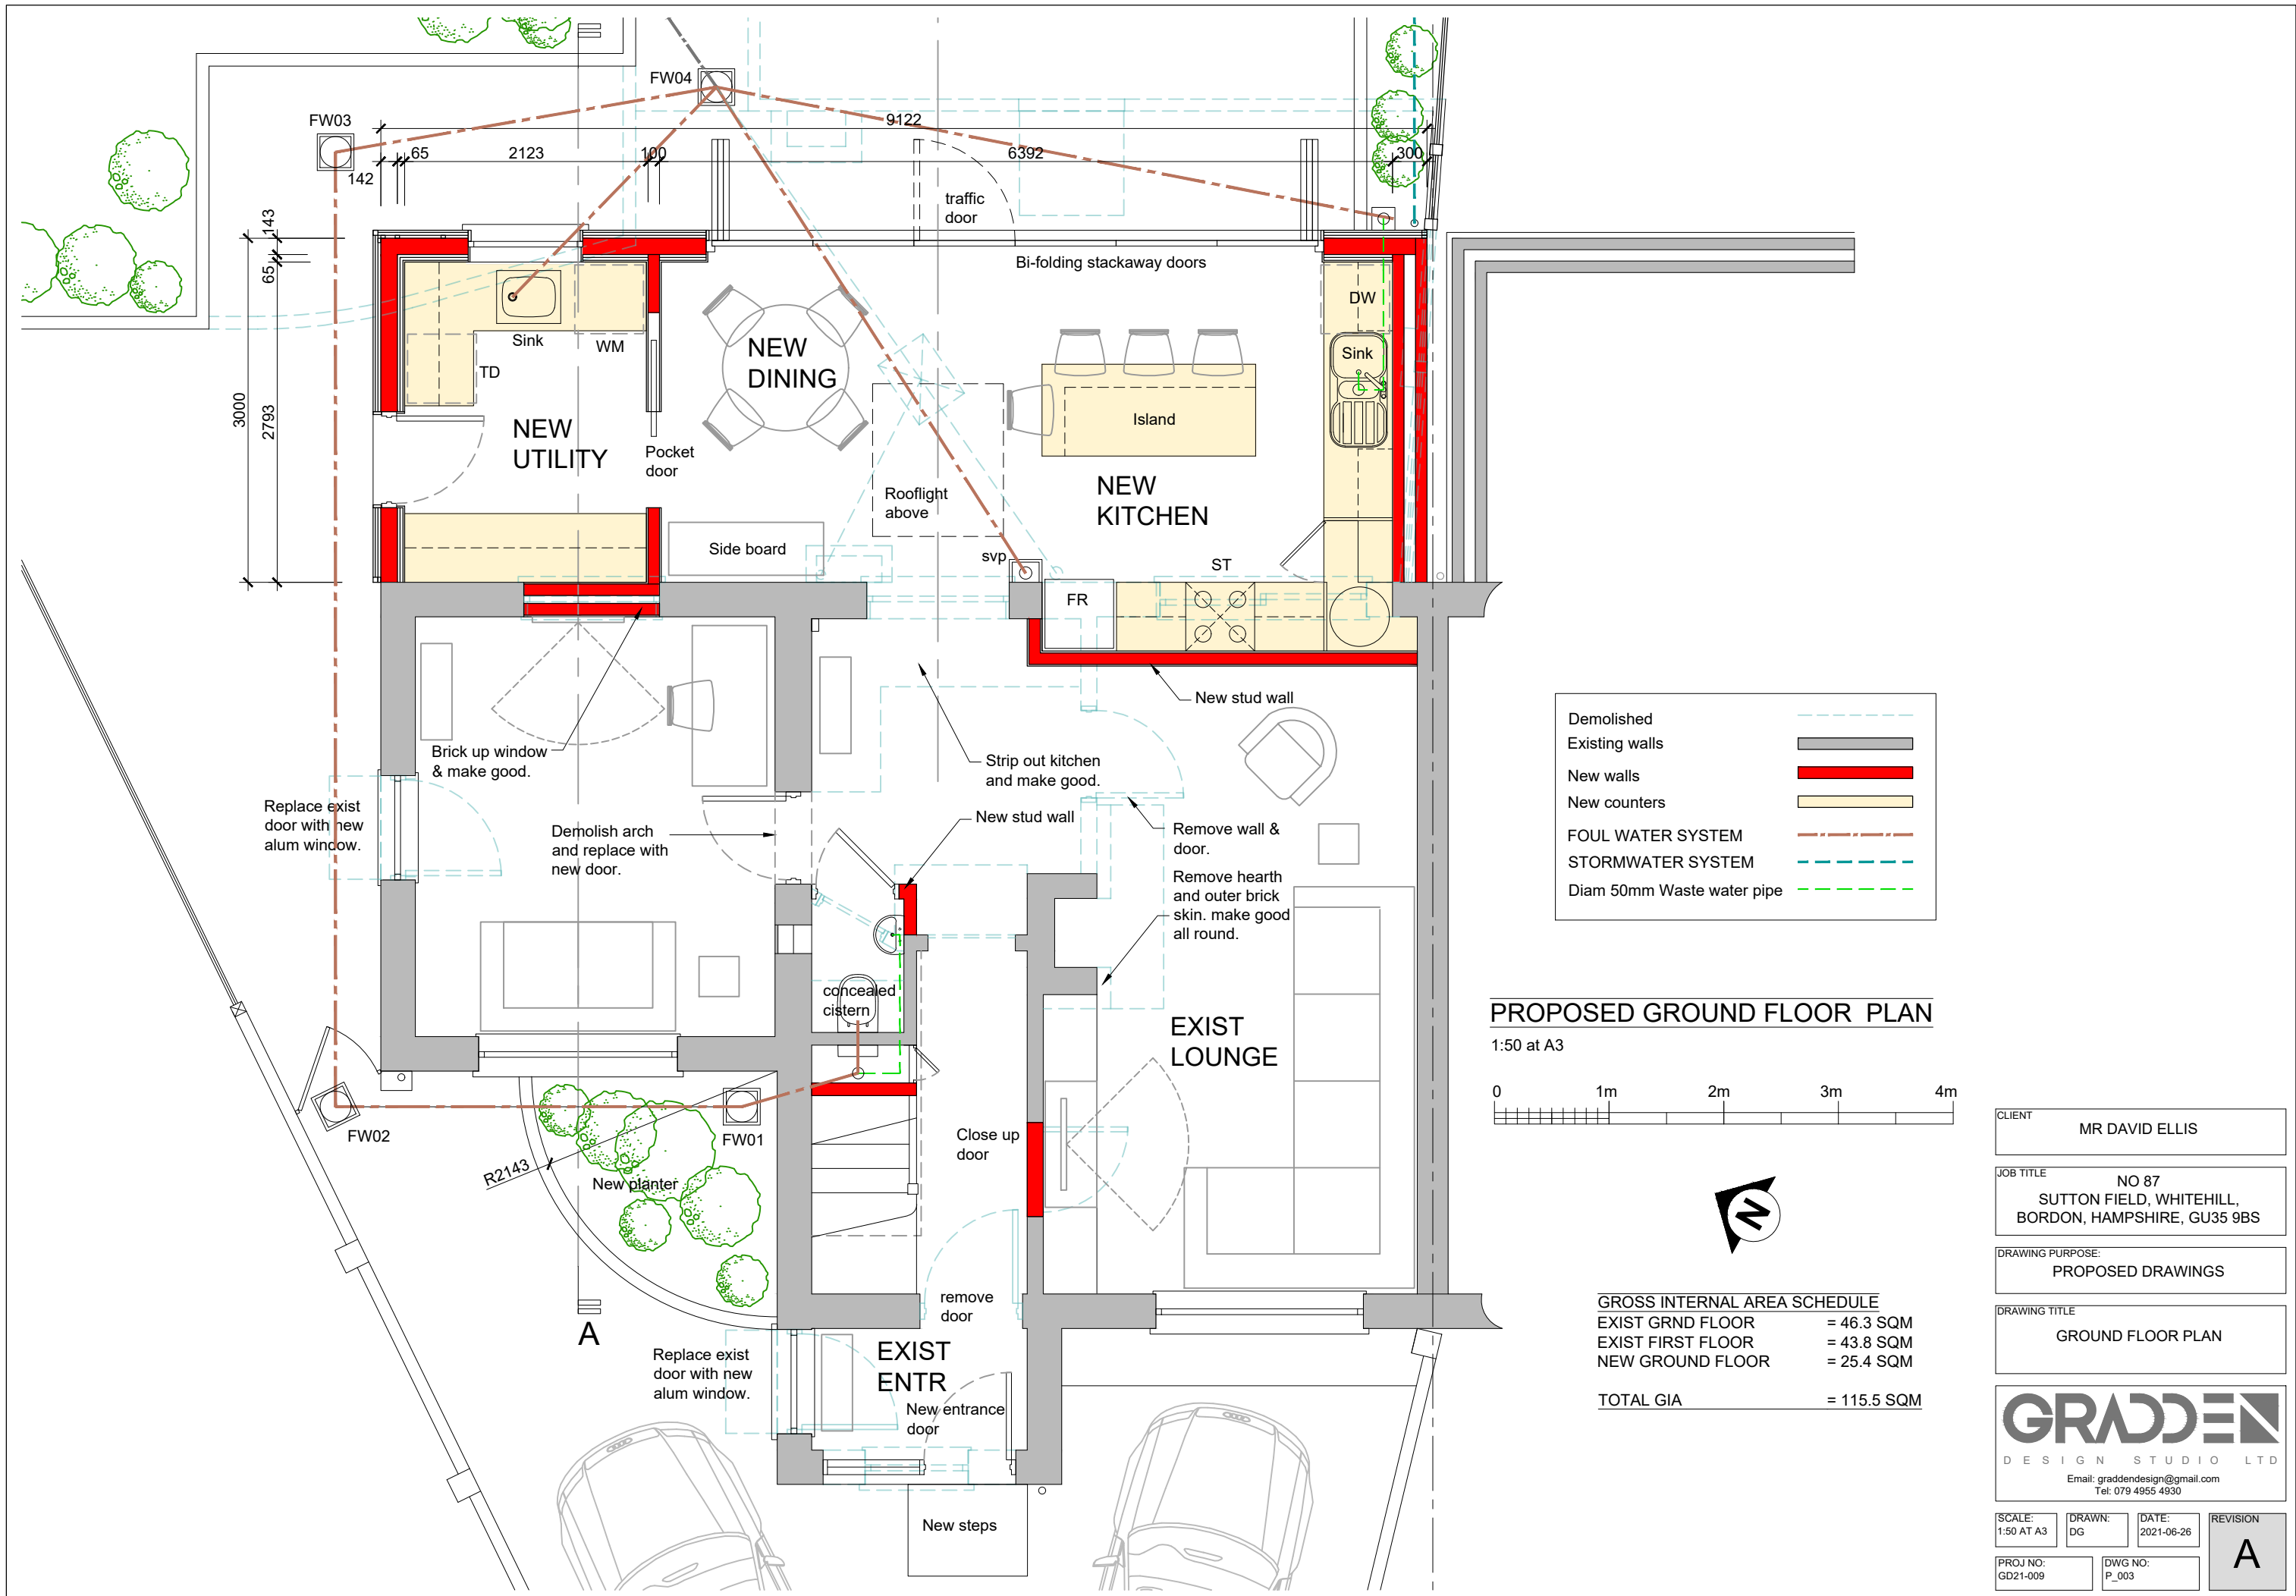 FW04
FW03
9122
65
2123
100
6392
300
142
traffic
door
143
65
3000
2793
Bi-folding stackaway doors
DW
Sink
WM
TD
NEW
DINING
Sink
Island
NEW
UTILITY
Pocket
door
Rooflight
above
NEW
KITCHEN
Side board
svp
ST
FR
New stud wall
Brick up window
& make good.
Strip out kitchen
and make good.
Replace exist
door with new
alum window.
Demolish arch
and replace with
new door.
New stud wall
Remove wall &
door.
Remove hearth
and outer brick
skin. make good
all round.
concealed
cistern
EXIST
LOUNGE
FW02
FW01
Close up
door
R2143
New planter
remove
door
A
Replace exist
door with new
alum window.
EXIST
ENTR
New entrance
door
New steps
Demolished
Existing walls
New walls
New counters
FOUL WATER SYSTEM
STORMWATER SYSTEM
Diam 50mm Waste water pipe
PROPOSED GROUND FLOOR PLAN
1:50 at A3
0 1m 2m 3m 4m
N
GROSS INTERNAL AREA SCHEDULE
EXIST GRND FLOOR = 46.3 SQM
EXIST FIRST FLOOR = 43.8 SQM
NEW GROUND FLOOR = 25.4 SQM
TOTAL GIA = 115.5 SQM
CLIENT
MR DAVID ELLIS
JOB TITLE
NO 87
SUTTON FIELD, WHITEHILL,
BORDON, HAMPSHIRE, GU35 9BS
DRAWING PURPOSE:
PROPOSED DRAWINGS
DRAWING TITLE
GROUND FLOOR PLAN
GRADDEN
DESIGN STUDIO LTD
Email: graddendesign@gmail.com
Tel: 079 4955 4930
SCALE:
1:50 AT A3
DRAWN:
DG
DATE:
2021-06-26
REVISION
A
PROJ NO:
GD21-009
DWG NO:
P_003